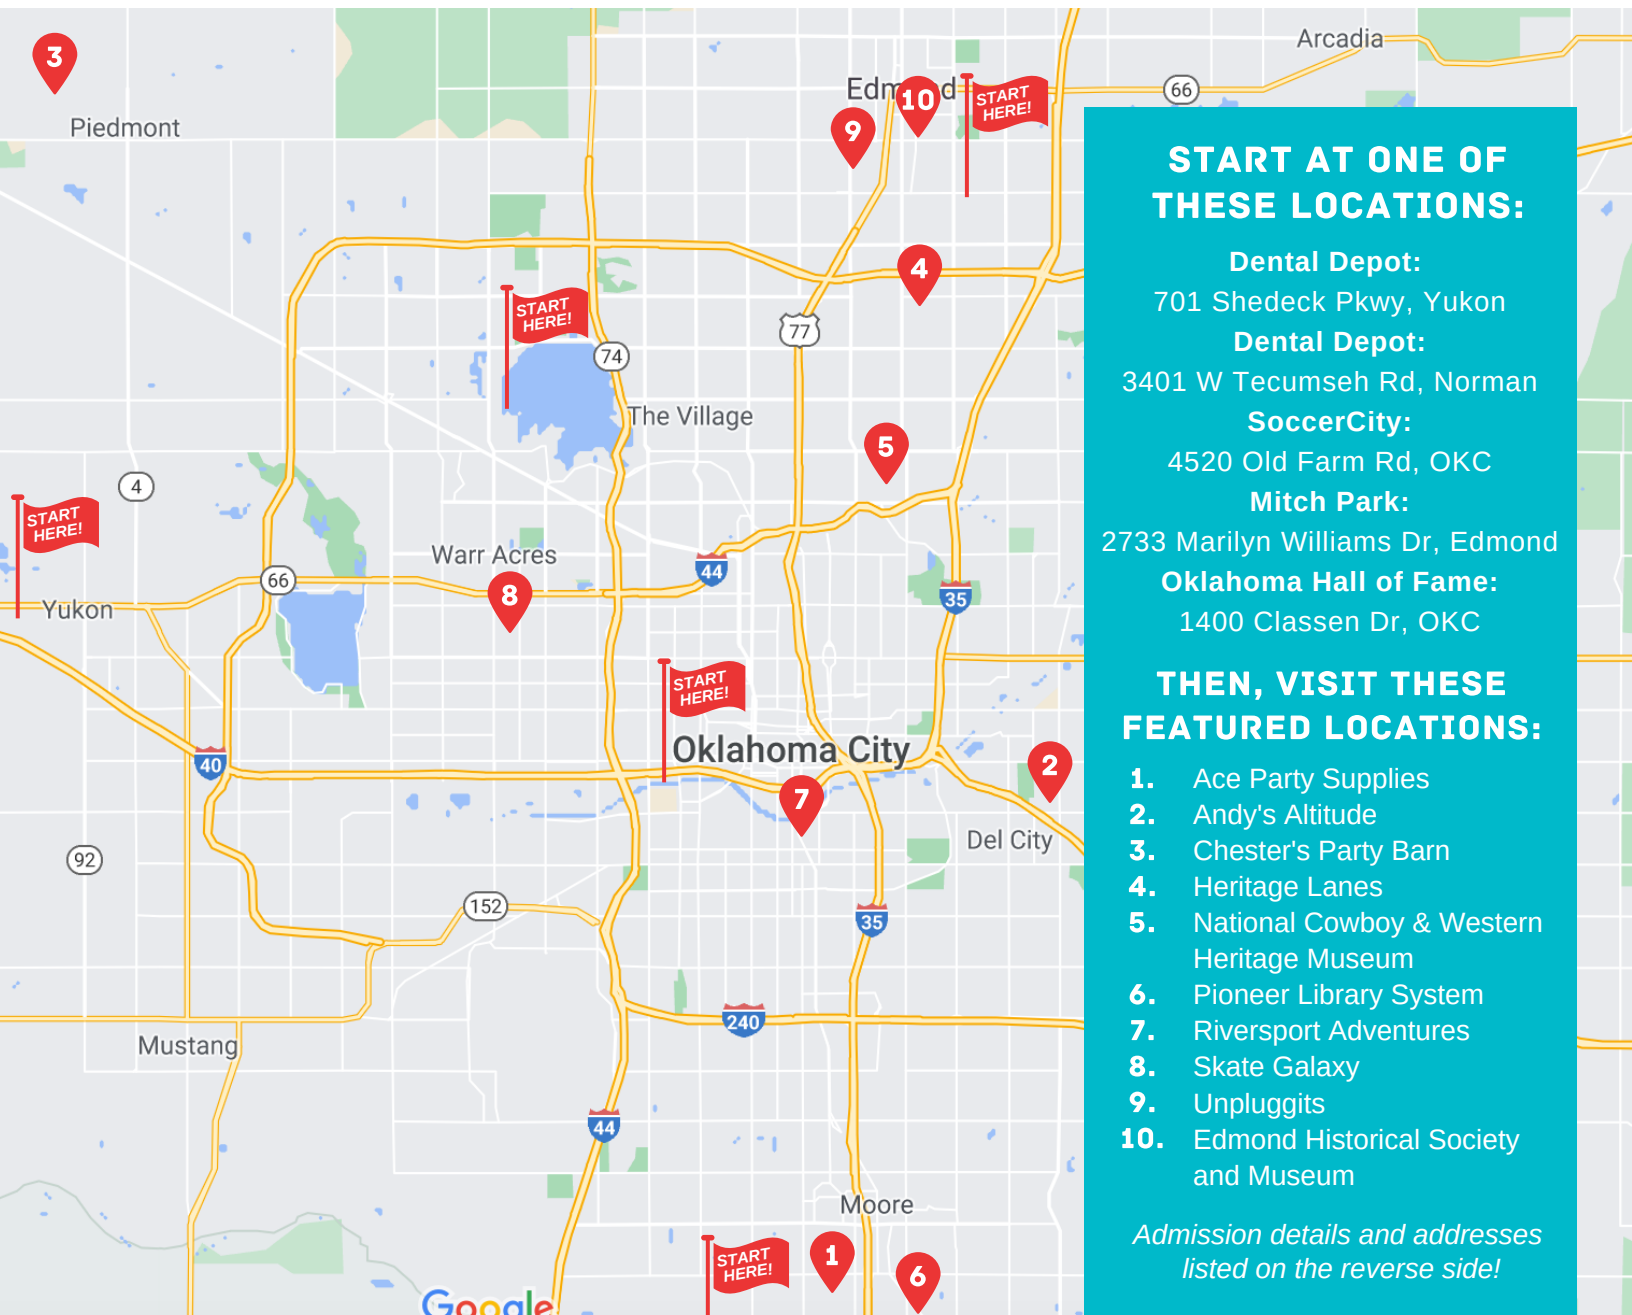 3
Piedmont
Edmond
10
START
HERE!
9
66
Arcadia
4
START
HERE!
77
74
The Village
5
4
START
HERE!
Warr Acres
44
66
8
35
Yukon
START
HERE!
Oklahoma City
40
2
7
Del City
92
152
35
240
Mustang
44
Moore
START
HERE!
1
6
Google
START AT ONE OF
THESE LOCATIONS:
Dental Depot:
701 Shedeck Pkwy, Yukon
Dental Depot:
3401 W Tecumseh Rd, Norman
SoccerCity:
4520 Old Farm Rd, OKC
Mitch Park:
2733 Marilyn Williams Dr, Edmond
Oklahoma Hall of Fame:
1400 Classen Dr, OKC
THEN, VISIT THESE
FEATURED LOCATIONS:
1. Ace Party Supplies
2. Andy's Altitude
3. Chester's Party Barn
4. Heritage Lanes
5. National Cowboy & Western
Heritage Museum
6. Pioneer Library System
7. Riversport Adventures
8. Skate Galaxy
9. Unpluggits
10. Edmond Historical Society
and Museum
Admission details and addresses
listed on the reverse side!